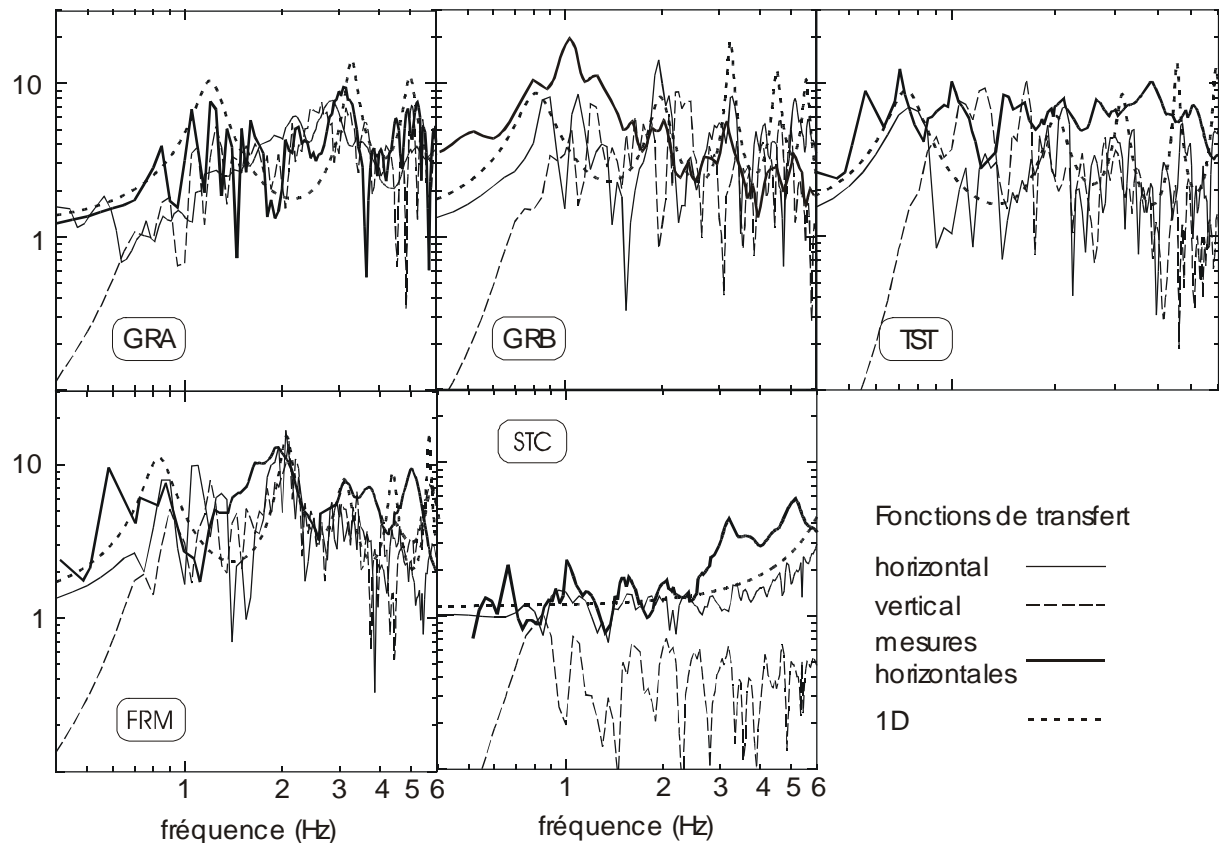 10
1
GRA
GRB
TST
10
1
FRM
STC
1
2
3
4
5
6
fréquence (Hz)
1
2
3
4
5
6
fréquence (Hz)
Fonctions de transfert
horizontal
vertical
mesures
horizontales
1D